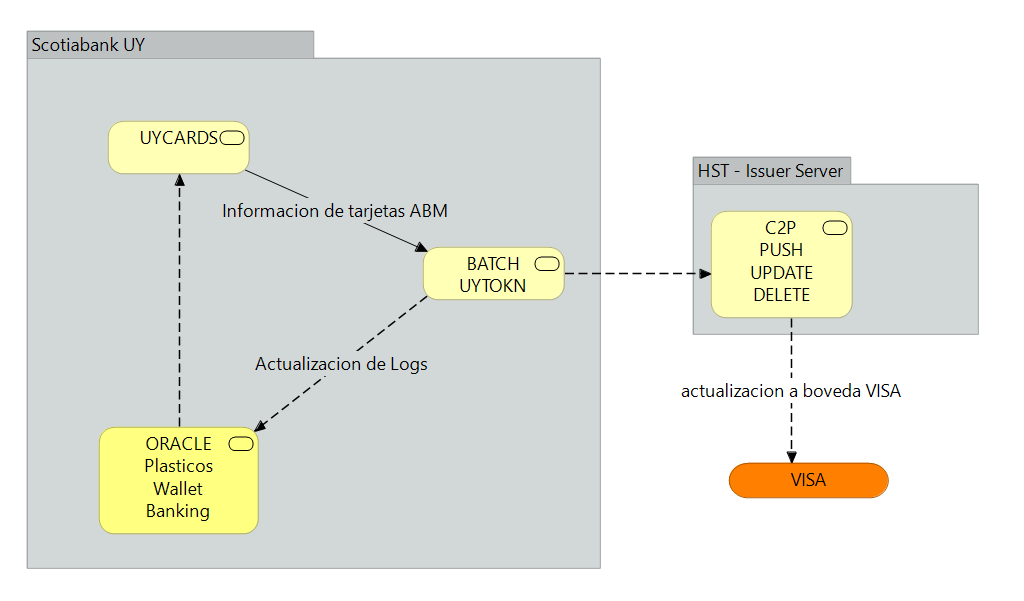 Scotiabank UY
UYCARDS
HST - Issuer Server
Informacion de tarjetas ABM
C2P
PUSH
UPDATE
DELETE
BATCH
UYTOKN
Actualizacion de Logs
actualizacion a boveda VISA
ORACLE
Plasticos
Wallet
Banking
VISA